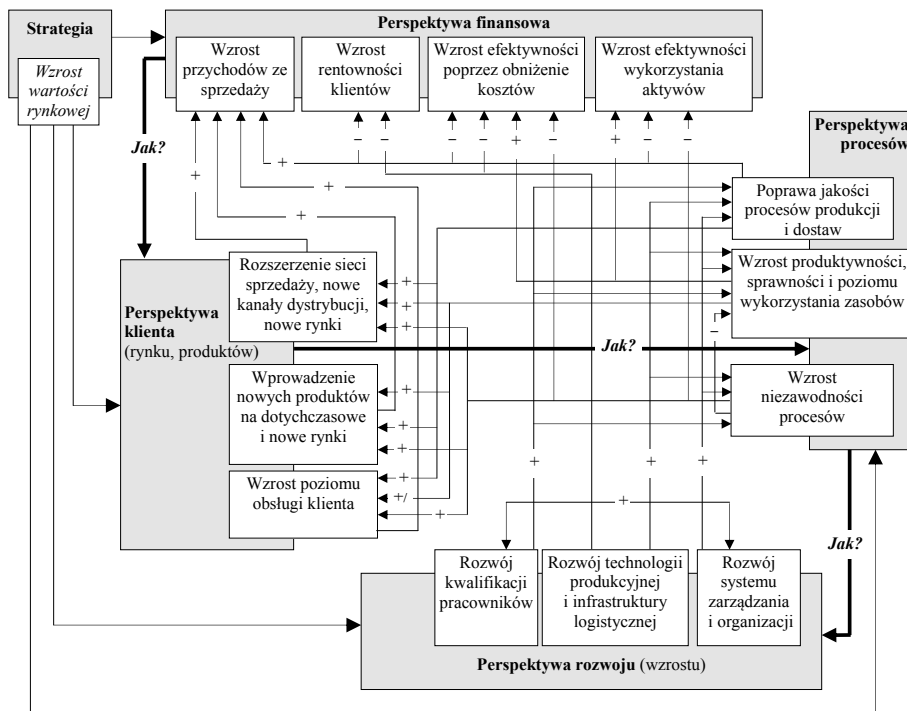 Strategia
Wzrost
wartości
rynkowej
Perspektywa finansowa
Wzrost
przychodów ze
sprzedaży
Wzrost
rentowności
klientów
Wzrost efektywności
poprzez obniżenie
kosztów
Wzrost efektywności
wykorzystania
aktywów
Jak?
– – – – + – + – –
+
+
+
+
Perspektywa
procesów
Poprawa jakości
procesów produkcji
i dostaw
Wzrost produktywności,
sprawności i poziomu
wykorzystania zasobów
Wzrost
niezawodności
procesów
+ + +
–
Perspektywa
klienta
(rynku, produktów)
Rozszerzenie sieci
sprzedaży, nowe
kanały dystrybucji,
nowe rynki
+
+
+
Jak?
Wprowadzenie
nowych produktów
na dotychczasowe
i nowe rynki
+
+
+
Wzrost poziomu
obsługi klienta
+
+/
+
+ + +
+
Jak?
Rozwój
kwalifikacji
pracowników
Rozwój technologii
produkcyjnej
i infrastruktury
logistycznej
Rozwój
systemu
zarządzania
i organizacji
Perspektywa rozwoju (wzrostu)